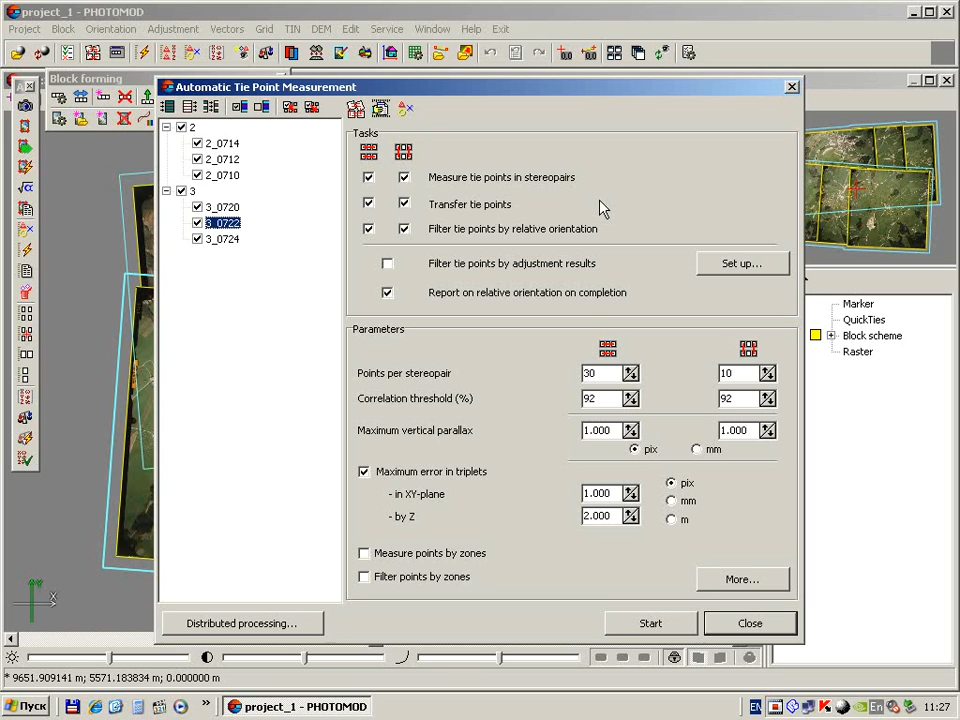 project_1 - PHOTOMOD
Project Block Orientation Adjustment Vectors Grid TIN DEM Edit Service Window Help Exit
Block forming
Automatic Tie Point Measurement
2
2_0714
2_0712
2_0710
3
3_0720
3_0722
3_0724
Tasks
Measure tie points in stereopairs
Transfer tie points
Filter tie points by relative orientation
Filter tie points by adjustment results
Set up...
Report on relative orientation on completion
Parameters
Points per stereopair 30 10
Correlation threshold (%) 92 92
Maximum vertical parallax 1.000 1.000
pix mm
Maximum error in triplets
- in XY-plane 1.000
- by Z 2.000
pix
mm
m
Measure points by zones
Filter points by zones
More...
Distributed processing...
Start
Close
Marker
QuickTies
Block scheme
Raster
Y
X
* 9651.909141 m; 5571.183834 m; 0.000000 m
Пуск
»
project_1 - PHOTOMOD
EN
En
11:27